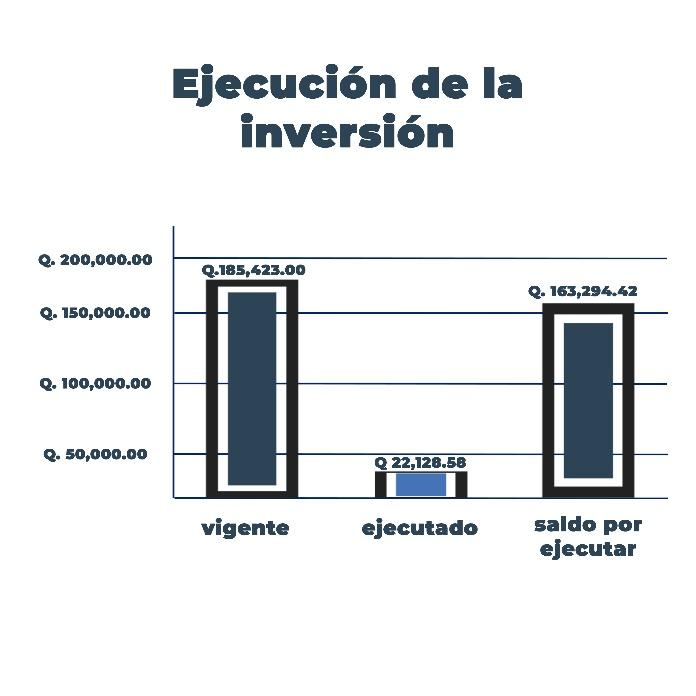 Ejecución de la
inversión
Q. 200,000.00
Q.185,423.00
Q. 163,294.42
Q. 150,000.00
Q. 100,000.00
Q. 50,000.00
Q 22,128.58
vigente
ejecutado
saldo por
ejecutar